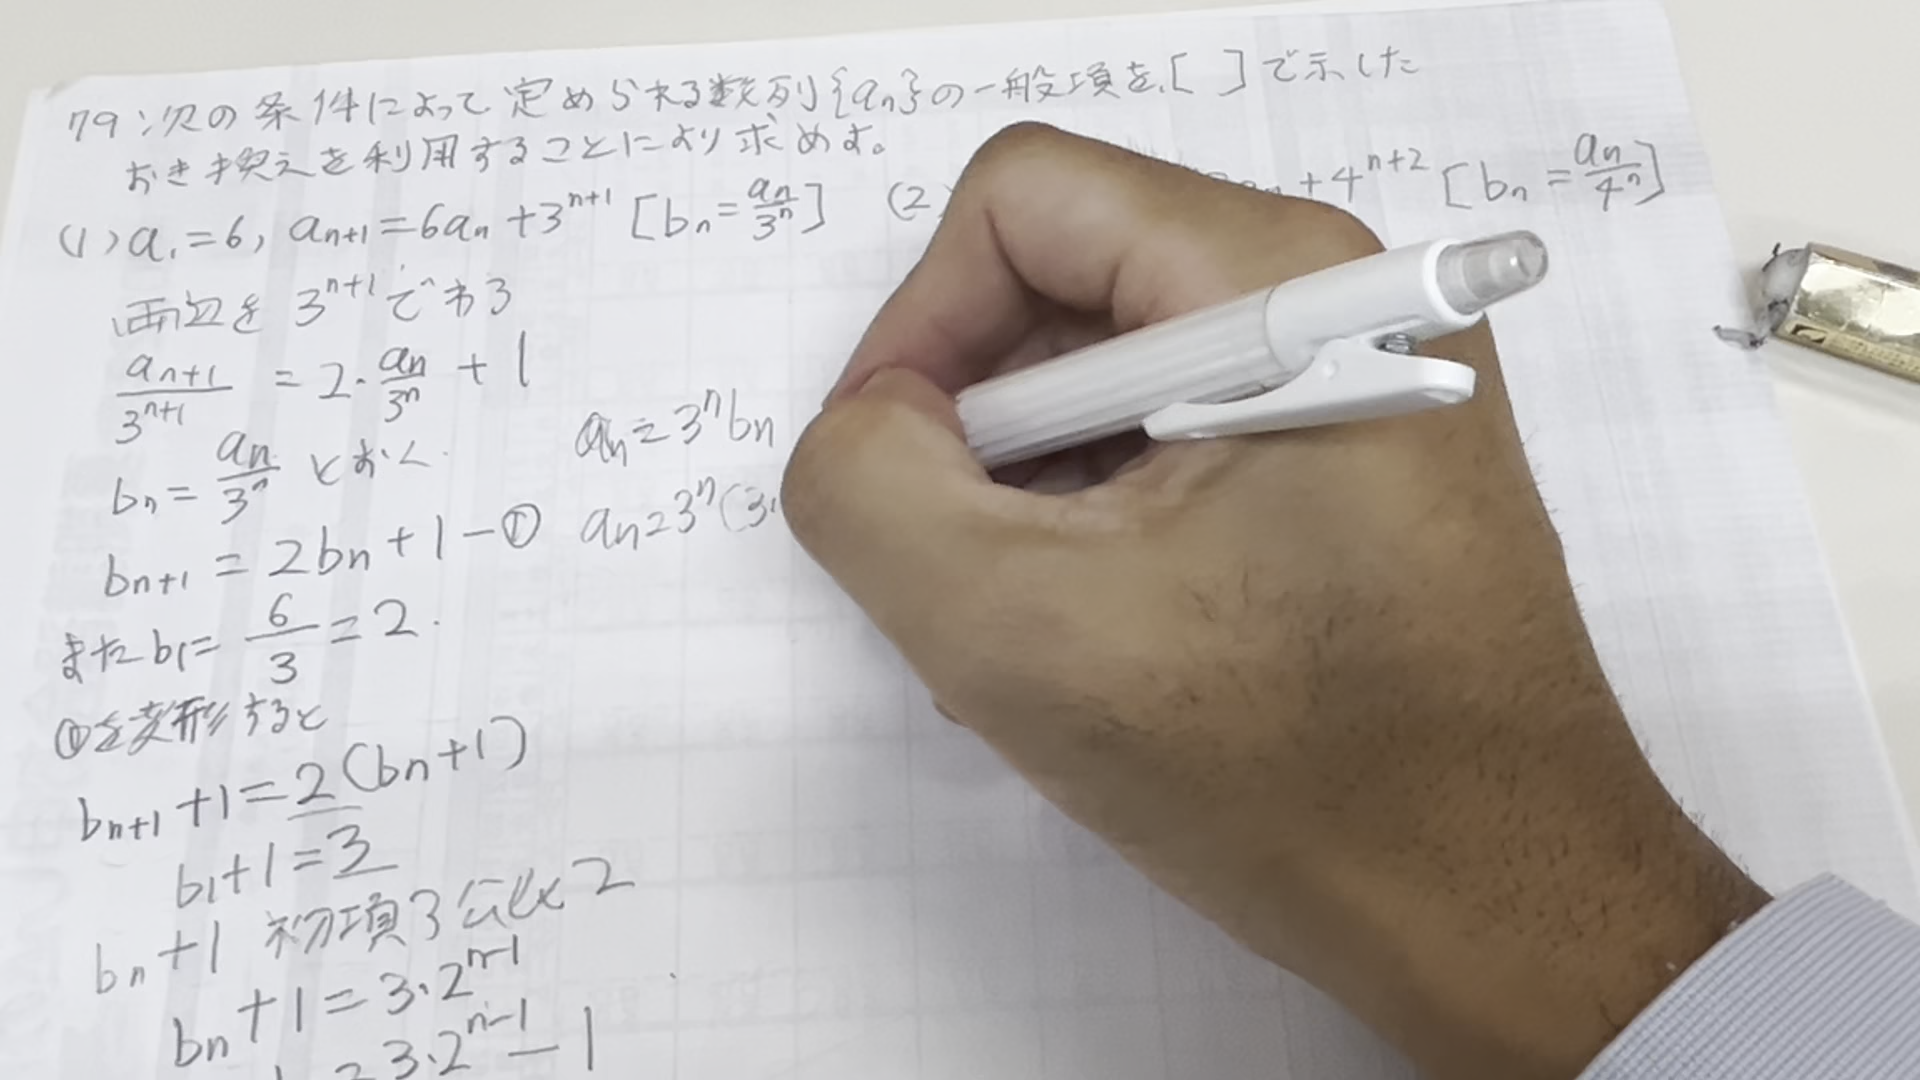 79:次の条件によって定められる数列{an}の一般項を、[ ]で示した
おき換えを利用することにより求めよ。
(1) a₁=6, aₙ₊₁=6aₙ+3ⁿ⁺¹ [bₙ=aₙ/3ⁿ] (2) +4ⁿ⁺² [bₙ=aₙ/4ⁿ]
両辺を3ⁿ⁺¹でわる
aₙ₊₁/3ⁿ⁺¹ = 2・aₙ/3ⁿ + 1
bₙ=aₙ/3ⁿ とおく.
bₙ₊₁ = 2bₙ+1-①
またb₁=6/3=2.
①を変形すると
bₙ₊₁+1=2(bₙ+1)
b₁+1=3
bₙ+1 初項3公比2
bₙ+1=3・2ⁿ⁻¹
=3・2ⁿ⁻¹-1
aₙ=3ⁿbₙ
aₙ=3ⁿ(3・